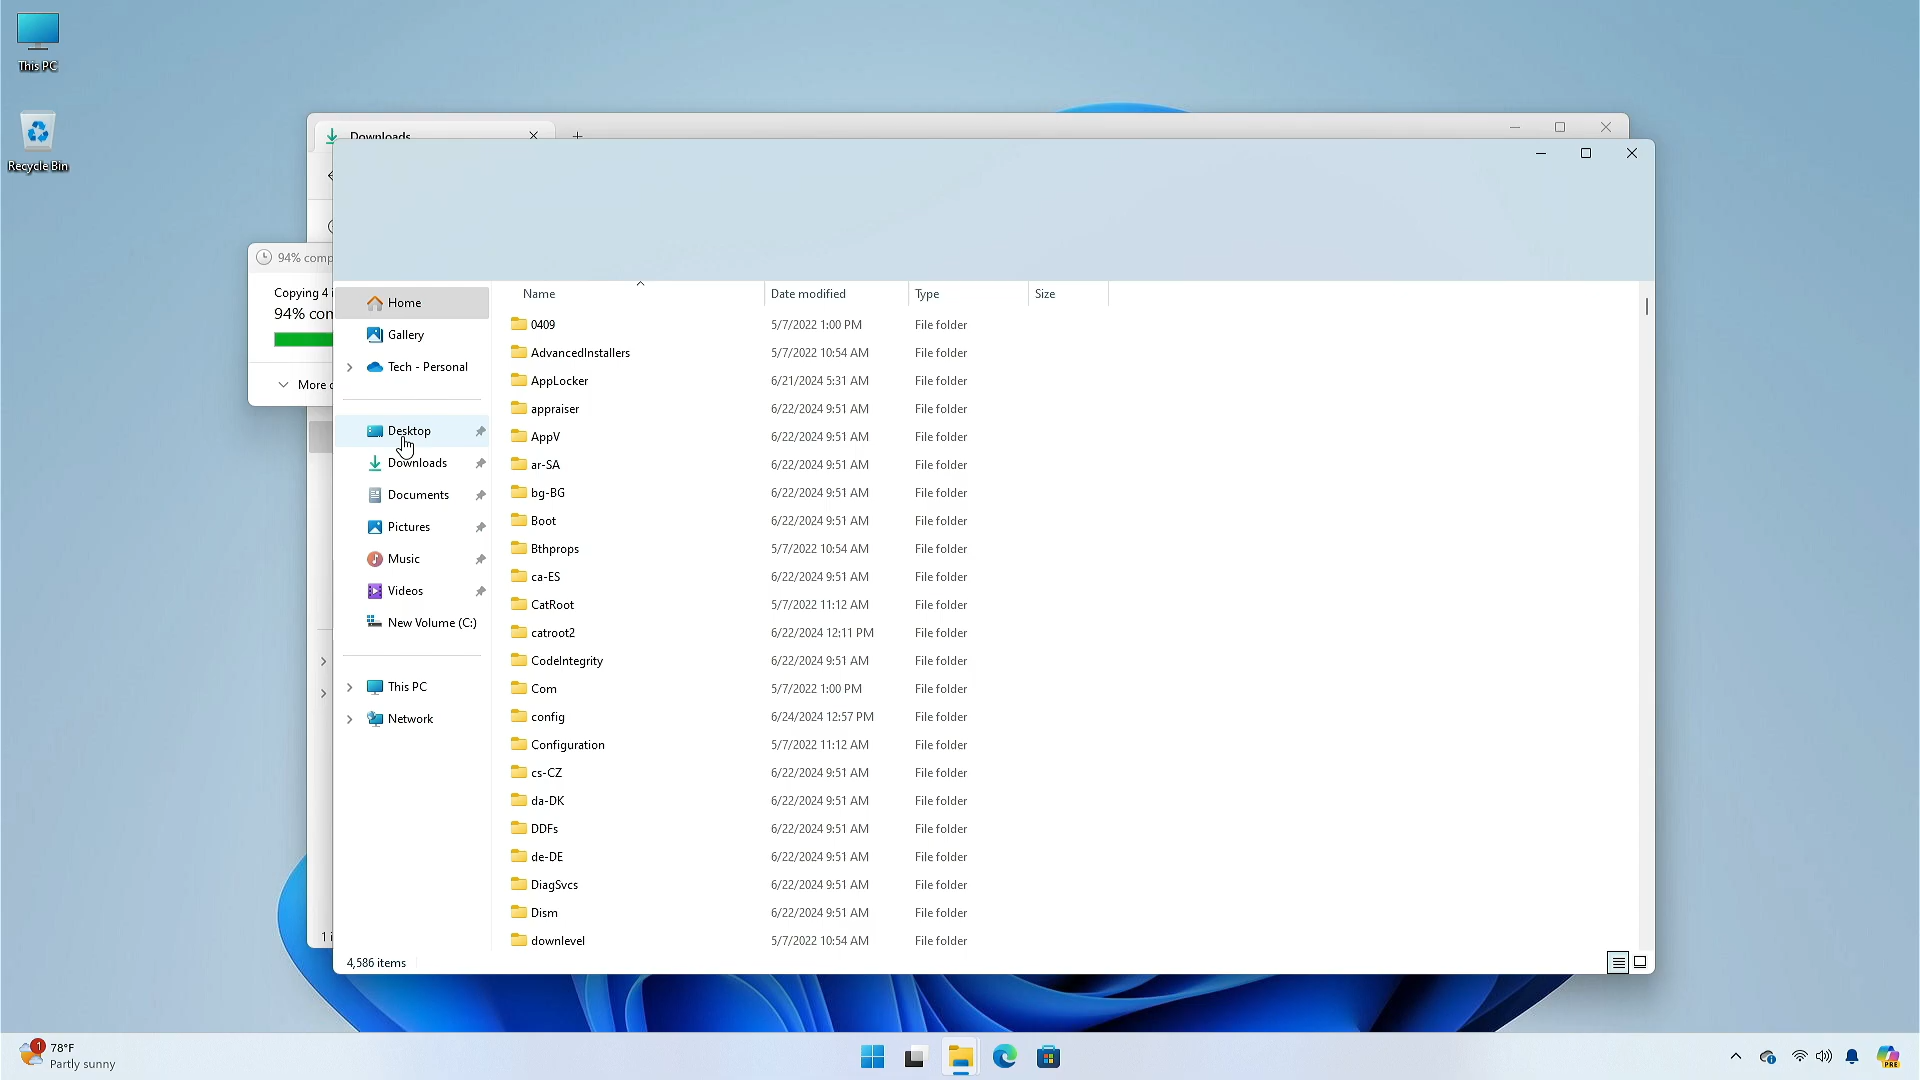 This PC
Recycle Bin
Downloads
94% comp
Copying 4 i
94% con
More
Home
Gallery
Tech - Personal
Desktop
Downloads
Documents
Pictures
Music
Videos
New Volume (C:)
This PC
Network
Name Date modified Type Size
0409 5/7/2022 1:00 PM File folder
AdvancedInstallers 5/7/2022 10:54 AM File folder
AppLocker 6/21/2024 5:31 AM File folder
appraiser 6/22/2024 9:51 AM File folder
AppV 6/22/2024 9:51 AM File folder
ar-SA 6/22/2024 9:51 AM File folder
bg-BG 6/22/2024 9:51 AM File folder
Boot 6/22/2024 9:51 AM File folder
Bthprops 5/7/2022 10:54 AM File folder
ca-ES 6/22/2024 9:51 AM File folder
CatRoot 5/7/2022 11:12 AM File folder
catroot2 6/22/2024 12:11 PM File folder
CodeIntegrity 6/22/2024 9:51 AM File folder
Com 5/7/2022 1:00 PM File folder
config 6/24/2024 12:57 PM File folder
Configuration 5/7/2022 11:12 AM File folder
cs-CZ 6/22/2024 9:51 AM File folder
da-DK 6/22/2024 9:51 AM File folder
DDFs 6/22/2024 9:51 AM File folder
de-DE 6/22/2024 9:51 AM File folder
DiagSvcs 6/22/2024 9:51 AM File folder
Dism 6/22/2024 9:51 AM File folder
downlevel 5/7/2022 10:54 AM File folder
1 i
4,586 items
1
78°F
Partly sunny
PRE